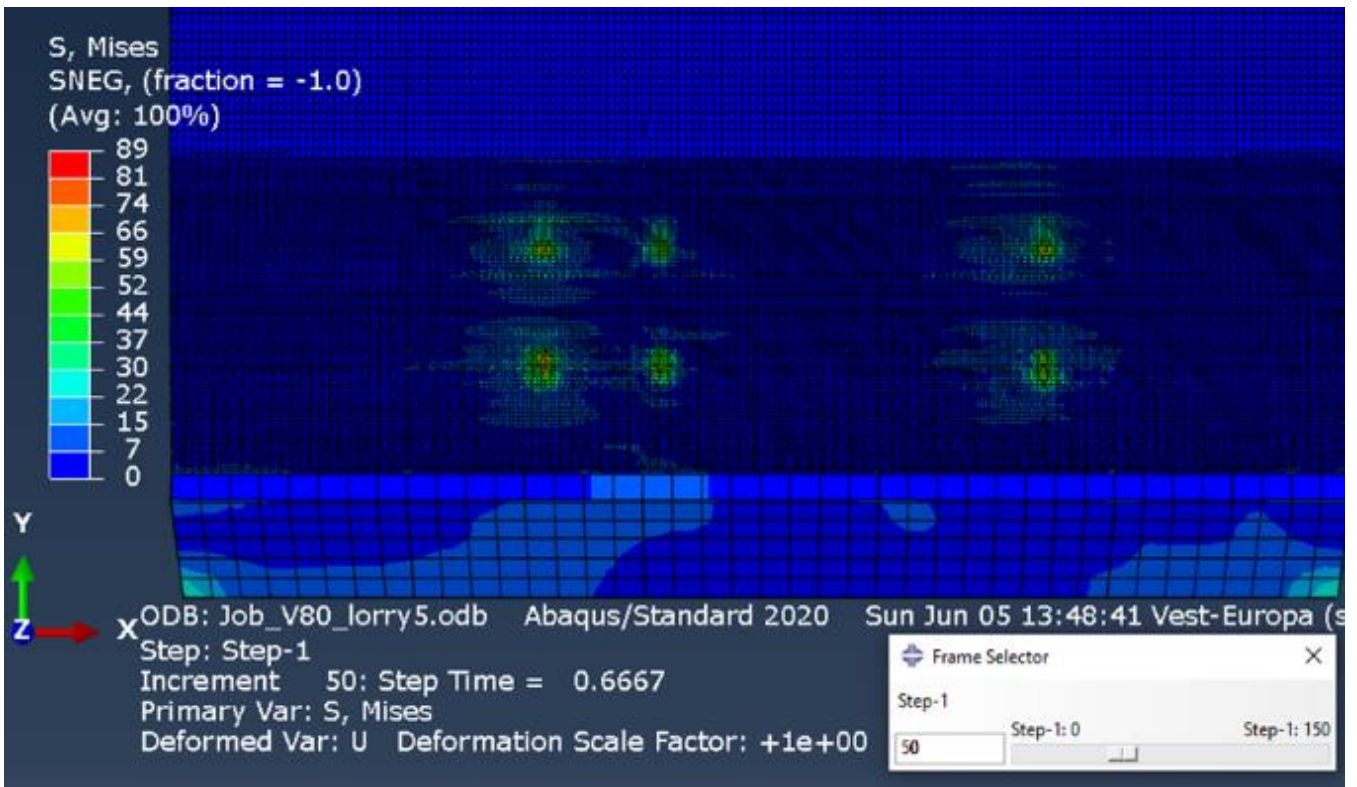 S, Mises
SNEG, (fraction = -1.0)
(Avg: 100%)
89
81
74
66
59
52
44
37
30
22
15
7
0
Y
Z
X
ODB: Job_V80_lorry5.odb Abaqus/Standard 2020 Sun Jun 05 13:48:41 Vest-Europa (s
Step: Step-1
Increment 50: Step Time = 0.6667
Primary Var: S, Mises
Deformed Var: U Deformation Scale Factor: +1e+00
Frame Selector
Step-1
Step-1: 0 Step-1: 150
50